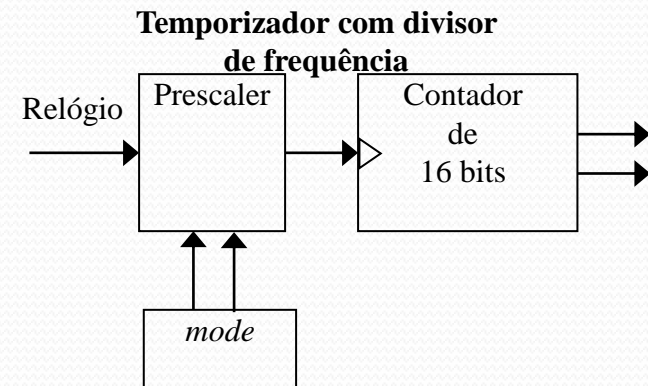 Temporizador com divisor
de frequência
Relógio
Prescaler
Contador
de
16 bits
mode